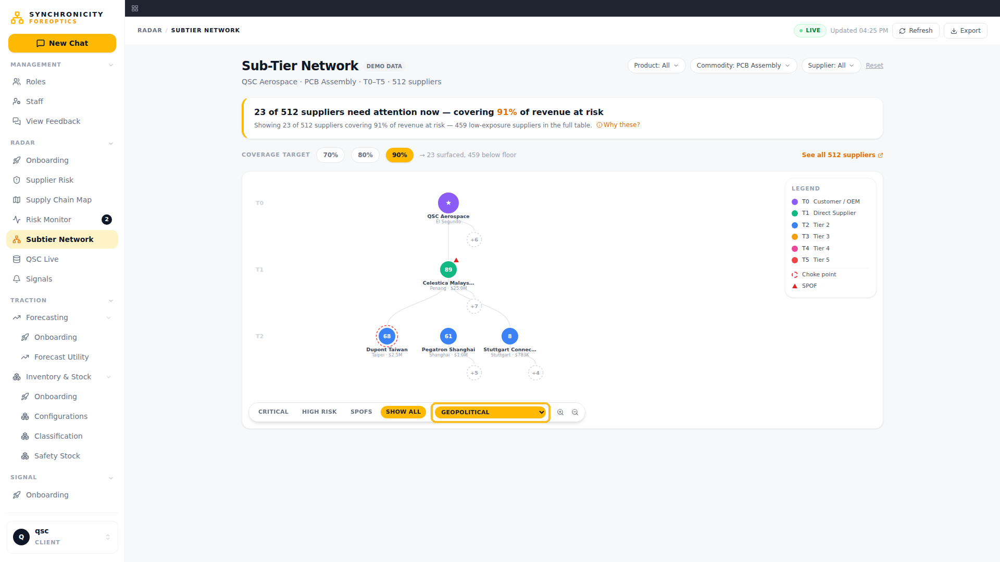 SYNCHRONICITY
FOREOPTICS
New Chat
MANAGEMENT
Roles
Staff
View Feedback
RADAR
Onboarding
Supplier Risk
Supply Chain Map
Risk Monitor 2
Subtier Network
QSC Live
Signals
TRACTION
Forecasting
Onboarding
Forecast Utility
Inventory & Stock
Onboarding
Configurations
Classification
Safety Stock
SIGNAL
Onboarding
Q
qsc
CLIENT
RADAR / SUBTIER NETWORK
LIVE Updated 04:25 PM Refresh Export
Sub-Tier Network DEMO DATA
QSC Aerospace · PCB Assembly · T0–T5 · 512 suppliers
Product: All Commodity: PCB Assembly Supplier: All Reset
23 of 512 suppliers need attention now — covering 91% of revenue at risk
Showing 23 of 512 suppliers covering 91% of revenue at risk — 459 low-exposure suppliers in the full table. Why these?
COVERAGE TARGET 70% 80% 90% → 23 surfaced, 459 below floor
See all 512 suppliers
T0
★
QSC Aerospace
El Segundo
+6
T1
89
Celestica Malays…
Penang · $25.0M
+7
T2
68 61 8
Dupont Taiwan Pegatron Shanghai Stuttgart Connec…
Taipei · $2.5M Shanghai · $1.0M Stuttgart · $783K
+5 +4
LEGEND
T0 Customer / OEM
T1 Direct Supplier
T2 Tier 2
T3 Tier 3
T4 Tier 4
T5 Tier 5
Choke point
SPOF
CRITICAL HIGH RISK SPOFS SHOW ALL GEOPOLITICAL